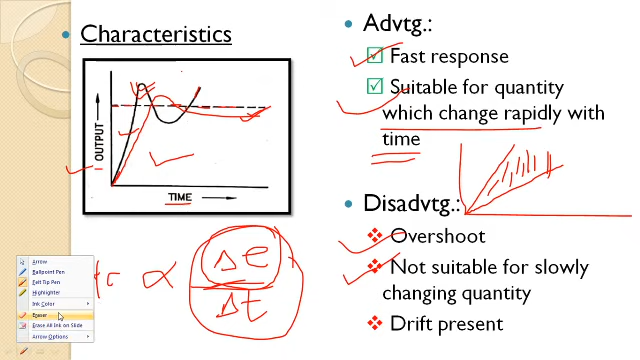 Characteristics
OUTPUT
TIME
Advtg.:
Fast response
Suitable for quantity
which change rapidly with
time
Disadvtg.:
Overshoot
Not suitable for slowly
changing quantity
Drift present
∝ Δe
Δt
Arrow
Ballpoint Pen
Felt Tip Pen
Highlighter
Ink Color
Eraser
Erase All Ink on Slide
Arrow Options